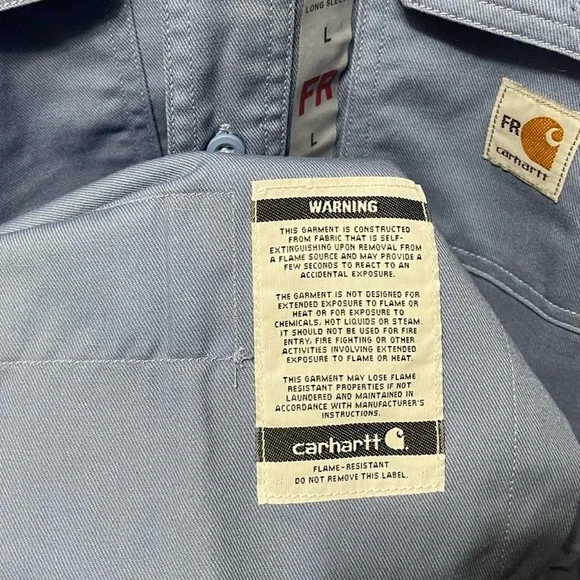 LONG SLEEVE
L
FR
L
FR
carhartt
WARNING
THIS GARMENT IS CONSTRUCTED
FROM FABRIC THAT IS SELF-
EXTINGUISHING UPON REMOVAL FROM
A FLAME SOURCE AND MAY PROVIDE A
FEW SECONDS TO REACT TO AN
ACCIDENTAL EXPOSURE.
THE GARMENT IS NOT DESIGNED FOR
EXTENDED EXPOSURE TO FLAME OR
HEAT OR FOR EXPOSURE TO
CHEMICALS, HOT LIQUIDS OR STEAM.
IT SHOULD NOT BE USED FOR FIRE
ENTRY, FIRE FIGHTING OR OTHER
ACTIVITIES INVOLVING EXTENDED
EXPOSURE TO FLAME OR HEAT.
THIS GARMENT MAY LOSE FLAME
RESISTANT PROPERTIES IF NOT
LAUNDERED AND MAINTAINED IN
ACCORDANCE WITH MANUFACTURER'S
INSTRUCTIONS.
carhartt
FLAME-RESISTANT
DO NOT REMOVE THIS LABEL.